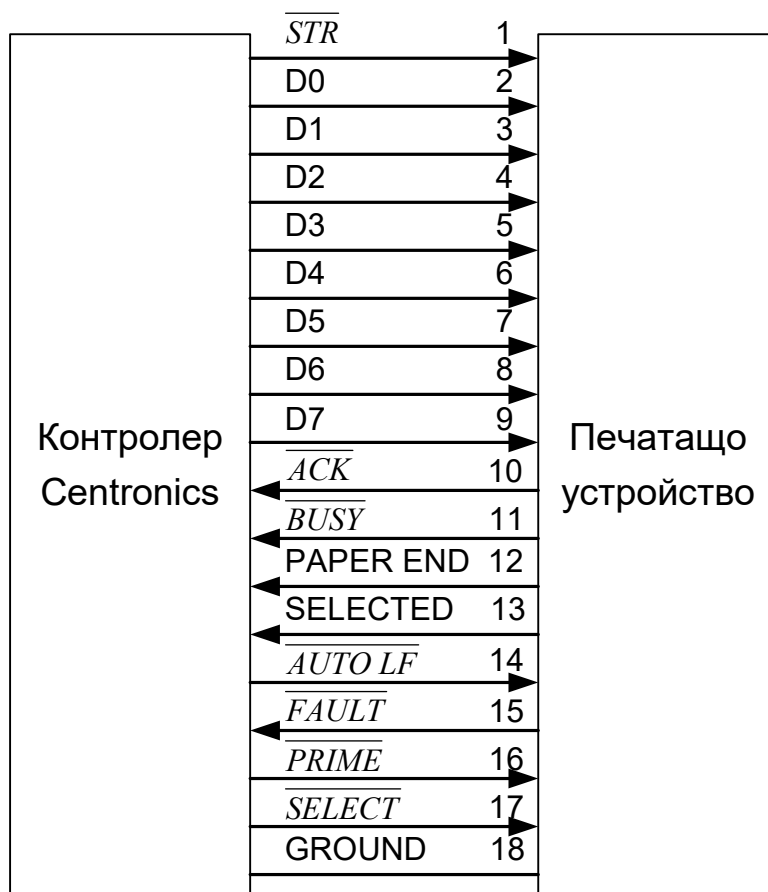 STR 1
D0 2
D1 3
D2 4
D3 5
D4 6
D5 7
D6 8
D7 9
Контролер
Centronics
Печатащо
устройство
ACK 10
BUSY 11
PAPER END 12
SELECTED 13
AUTO LF 14
FAULT 15
PRIME 16
SELECT 17
GROUND 18